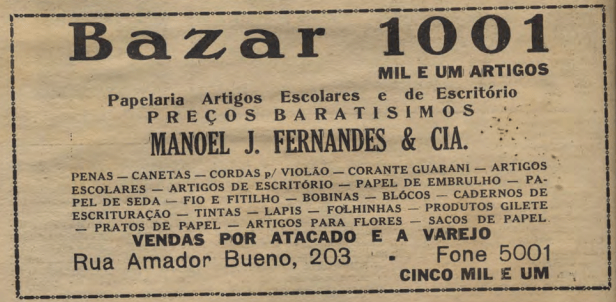 Bazar 1001
MIL E UM ARTIGOS
Papelaria Artigos Escolares e de Escritório
PREÇOS BARATISIMOS
MANOEL J. FERNANDES & CIA.
PENAS — CANETAS — CORDAS p/ VIOLÃO — CORANTE GUARANI — ARTIGOS
ESCOLARES — ARTIGOS DE ESCRITÓRIO — PAPEL DE EMBRULHO — PA-
PEL DE SEDA — FIO E FITILHO — BOBINAS — BLÓCOS — CADERNOS DE
ESCRITURAÇÃO — TINTAS — LAPIS — FOLHINHAS — PRODUTOS GILETE
— PRATOS DE PAPEL — ARTIGOS PARA FLORES — SACOS DE PAPEL
VENDAS POR ATACADO E A VAREJO
Rua Amador Bueno, 203 - Fone 5001
CINCO MIL E UM